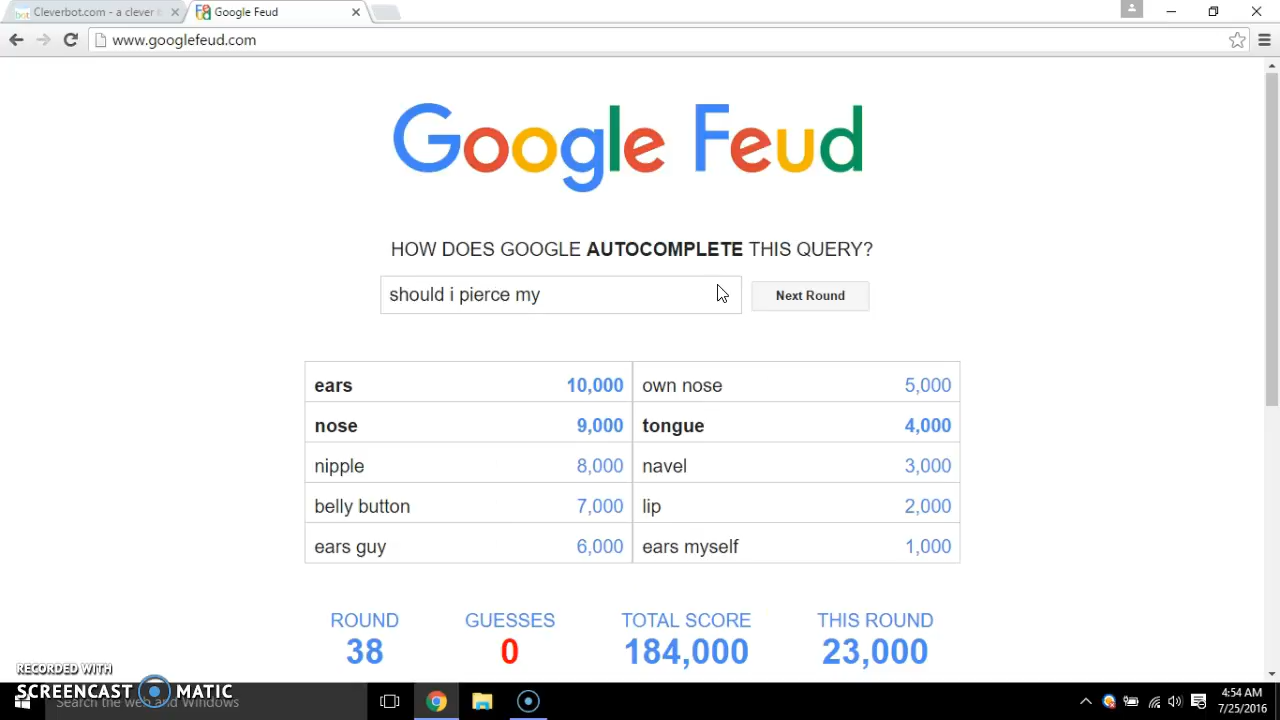 Cleverbot.com - a clever
Google Feud
www.googlefeud.com
Google Feud
HOW DOES GOOGLE AUTOCOMPLETE THIS QUERY?
should i pierce my
Next Round
ears 10,000 own nose 5,000
nose 9,000 tongue 4,000
nipple 8,000 navel 3,000
belly button 7,000 lip 2,000
ears guy 6,000 ears myself 1,000
ROUND GUESSES TOTAL SCORE THIS ROUND
38 0 184,000 23,000
RECORDED WITH
SCREENCAST MATIC
Search the web and Windows
4:54 AM
7/25/2016